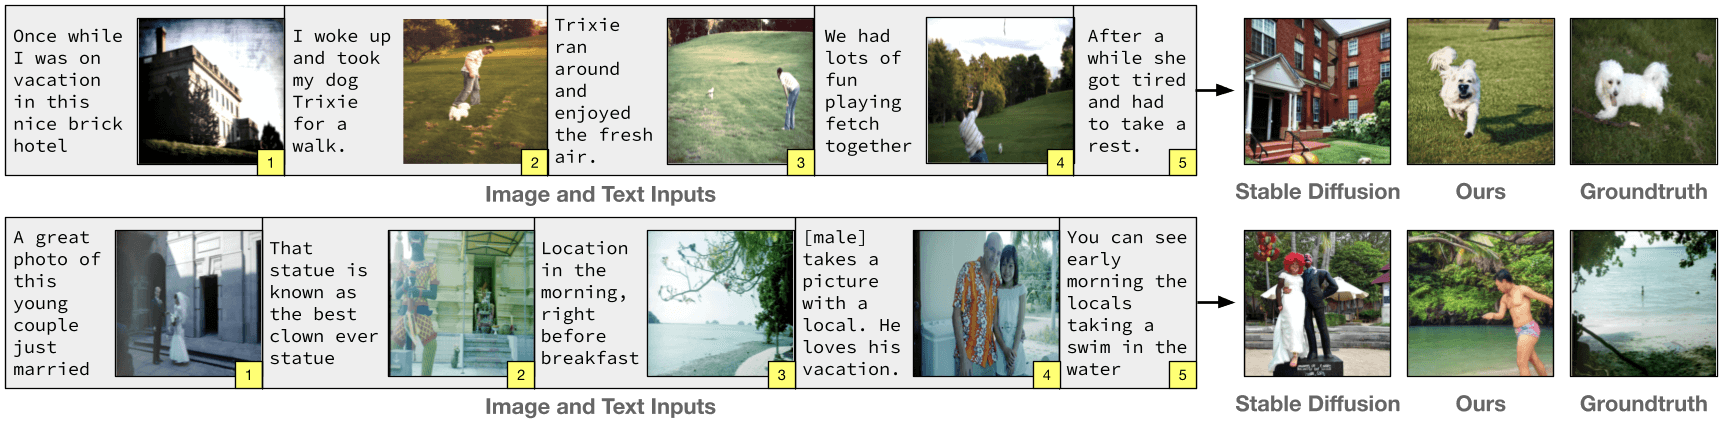 Once while
I was on
vacation
in this
nice brick
hotel
1
I woke up
and took
my dog
Trixie
for a
walk.
2
Trixie
ran
around
and
enjoyed
the fresh
air.
3
We had
lots of
fun
playing
fetch
together
4
After a
while she
got tired
and had
to take a
rest.
5
Image and Text Inputs
Stable Diffusion
Ours
Groundtruth
A great
photo of
this
young
couple
just
married
1
That
statue is
known as
the best
clown ever
statue
2
Location
in the
morning,
right
before
breakfast
3
[male]
takes a
picture
with a
local. He
loves his
vacation.
4
You can see
early
morning the
locals
taking a
swim in the
water
5
Image and Text Inputs
Stable Diffusion
Ours
Groundtruth